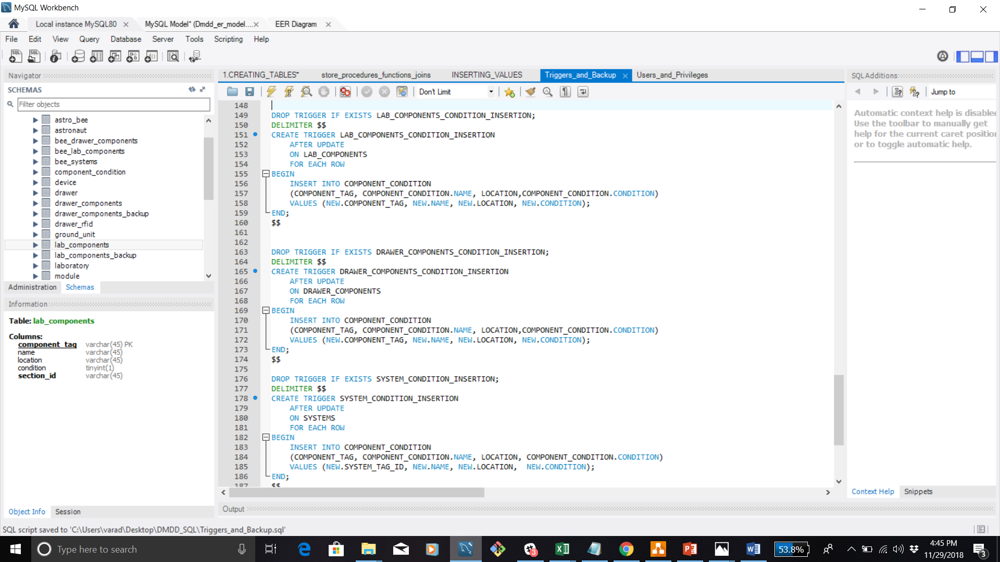 MySQL Workbench
Local instance MySQL80
MySQL Model* (Dmdd_er_model....
EER Diagram
File Edit View Query Database Server Tools Scripting Help
Navigator
SCHEMAS
Filter objects
astro_bee
astronaut
bee_drawer_components
bee_lab_components
bee_systems
component_condition
device
drawer
drawer_components
drawer_components_backup
drawer_rfid
ground_unit
lab_components
lab_components_backup
laboratory
module
Administration Schemas
Information
Table: lab_components
Columns:
component_tag varchar(45) PK
name varchar(45)
location varchar(45)
condition tinyint(1)
section_id varchar(45)
Object Info Session
1.CREATING_TABLES* store_procedures_functions_joins INSERTING_VALUES Triggers_and_Backup Users_and_Privileges
Don't Limit
148
149 DROP TRIGGER IF EXISTS LAB_COMPONENTS_CONDITION_INSERTION;
150 DELIMITER $$
151 CREATE TRIGGER LAB_COMPONENTS_CONDITION_INSERTION
152 AFTER UPDATE
153 ON LAB_COMPONENTS
154 FOR EACH ROW
155 BEGIN
156 INSERT INTO COMPONENT_CONDITION
157 (COMPONENT_TAG, COMPONENT_CONDITION.NAME, LOCATION,COMPONENT_CONDITION.CONDITION)
158 VALUES (NEW.COMPONENT_TAG, NEW.NAME, NEW.LOCATION, NEW.CONDITION);
159 END;
160 $$
161
162
163 DROP TRIGGER IF EXISTS DRAWER_COMPONENTS_CONDITION_INSERTION;
164 DELIMITER $$
165 CREATE TRIGGER DRAWER_COMPONENTS_CONDITION_INSERTION
166 AFTER UPDATE
167 ON DRAWER_COMPONENTS
168 FOR EACH ROW
169 BEGIN
170 INSERT INTO COMPONENT_CONDITION
171 (COMPONENT_TAG, COMPONENT_CONDITION.NAME, LOCATION,COMPONENT_CONDITION.CONDITION)
172 VALUES (NEW.COMPONENT_TAG, NEW.NAME, NEW.LOCATION, NEW.CONDITION);
173 END;
174 $$
175
176 DROP TRIGGER IF EXISTS SYSTEM_CONDITION_INSERTION;
177 DELIMITER $$
178 CREATE TRIGGER SYSTEM_CONDITION_INSERTION
179 AFTER UPDATE
180 ON SYSTEMS
181 FOR EACH ROW
182 BEGIN
183 INSERT INTO COMPONENT_CONDITION
184 (COMPONENT_TAG, COMPONENT_CONDITION.NAME, LOCATION, COMPONENT_CONDITION.CONDITION)
185 VALUES (NEW.SYSTEM_TAG_ID, NEW.NAME, NEW.LOCATION, NEW.CONDITION);
186 END;
187 $$
Output
SQLAdditions
Jump to
Automatic context help is disabled
Use the toolbar to manually get
help for the current caret position
or to toggle automatic help.
Context Help Snippets
SQL script saved to 'C:\Users\varad\Desktop\DMDD_SQL\Triggers_and_Backup.sql'
Type here to search
3
53.8%
4:45 PM
11/29/2018
3